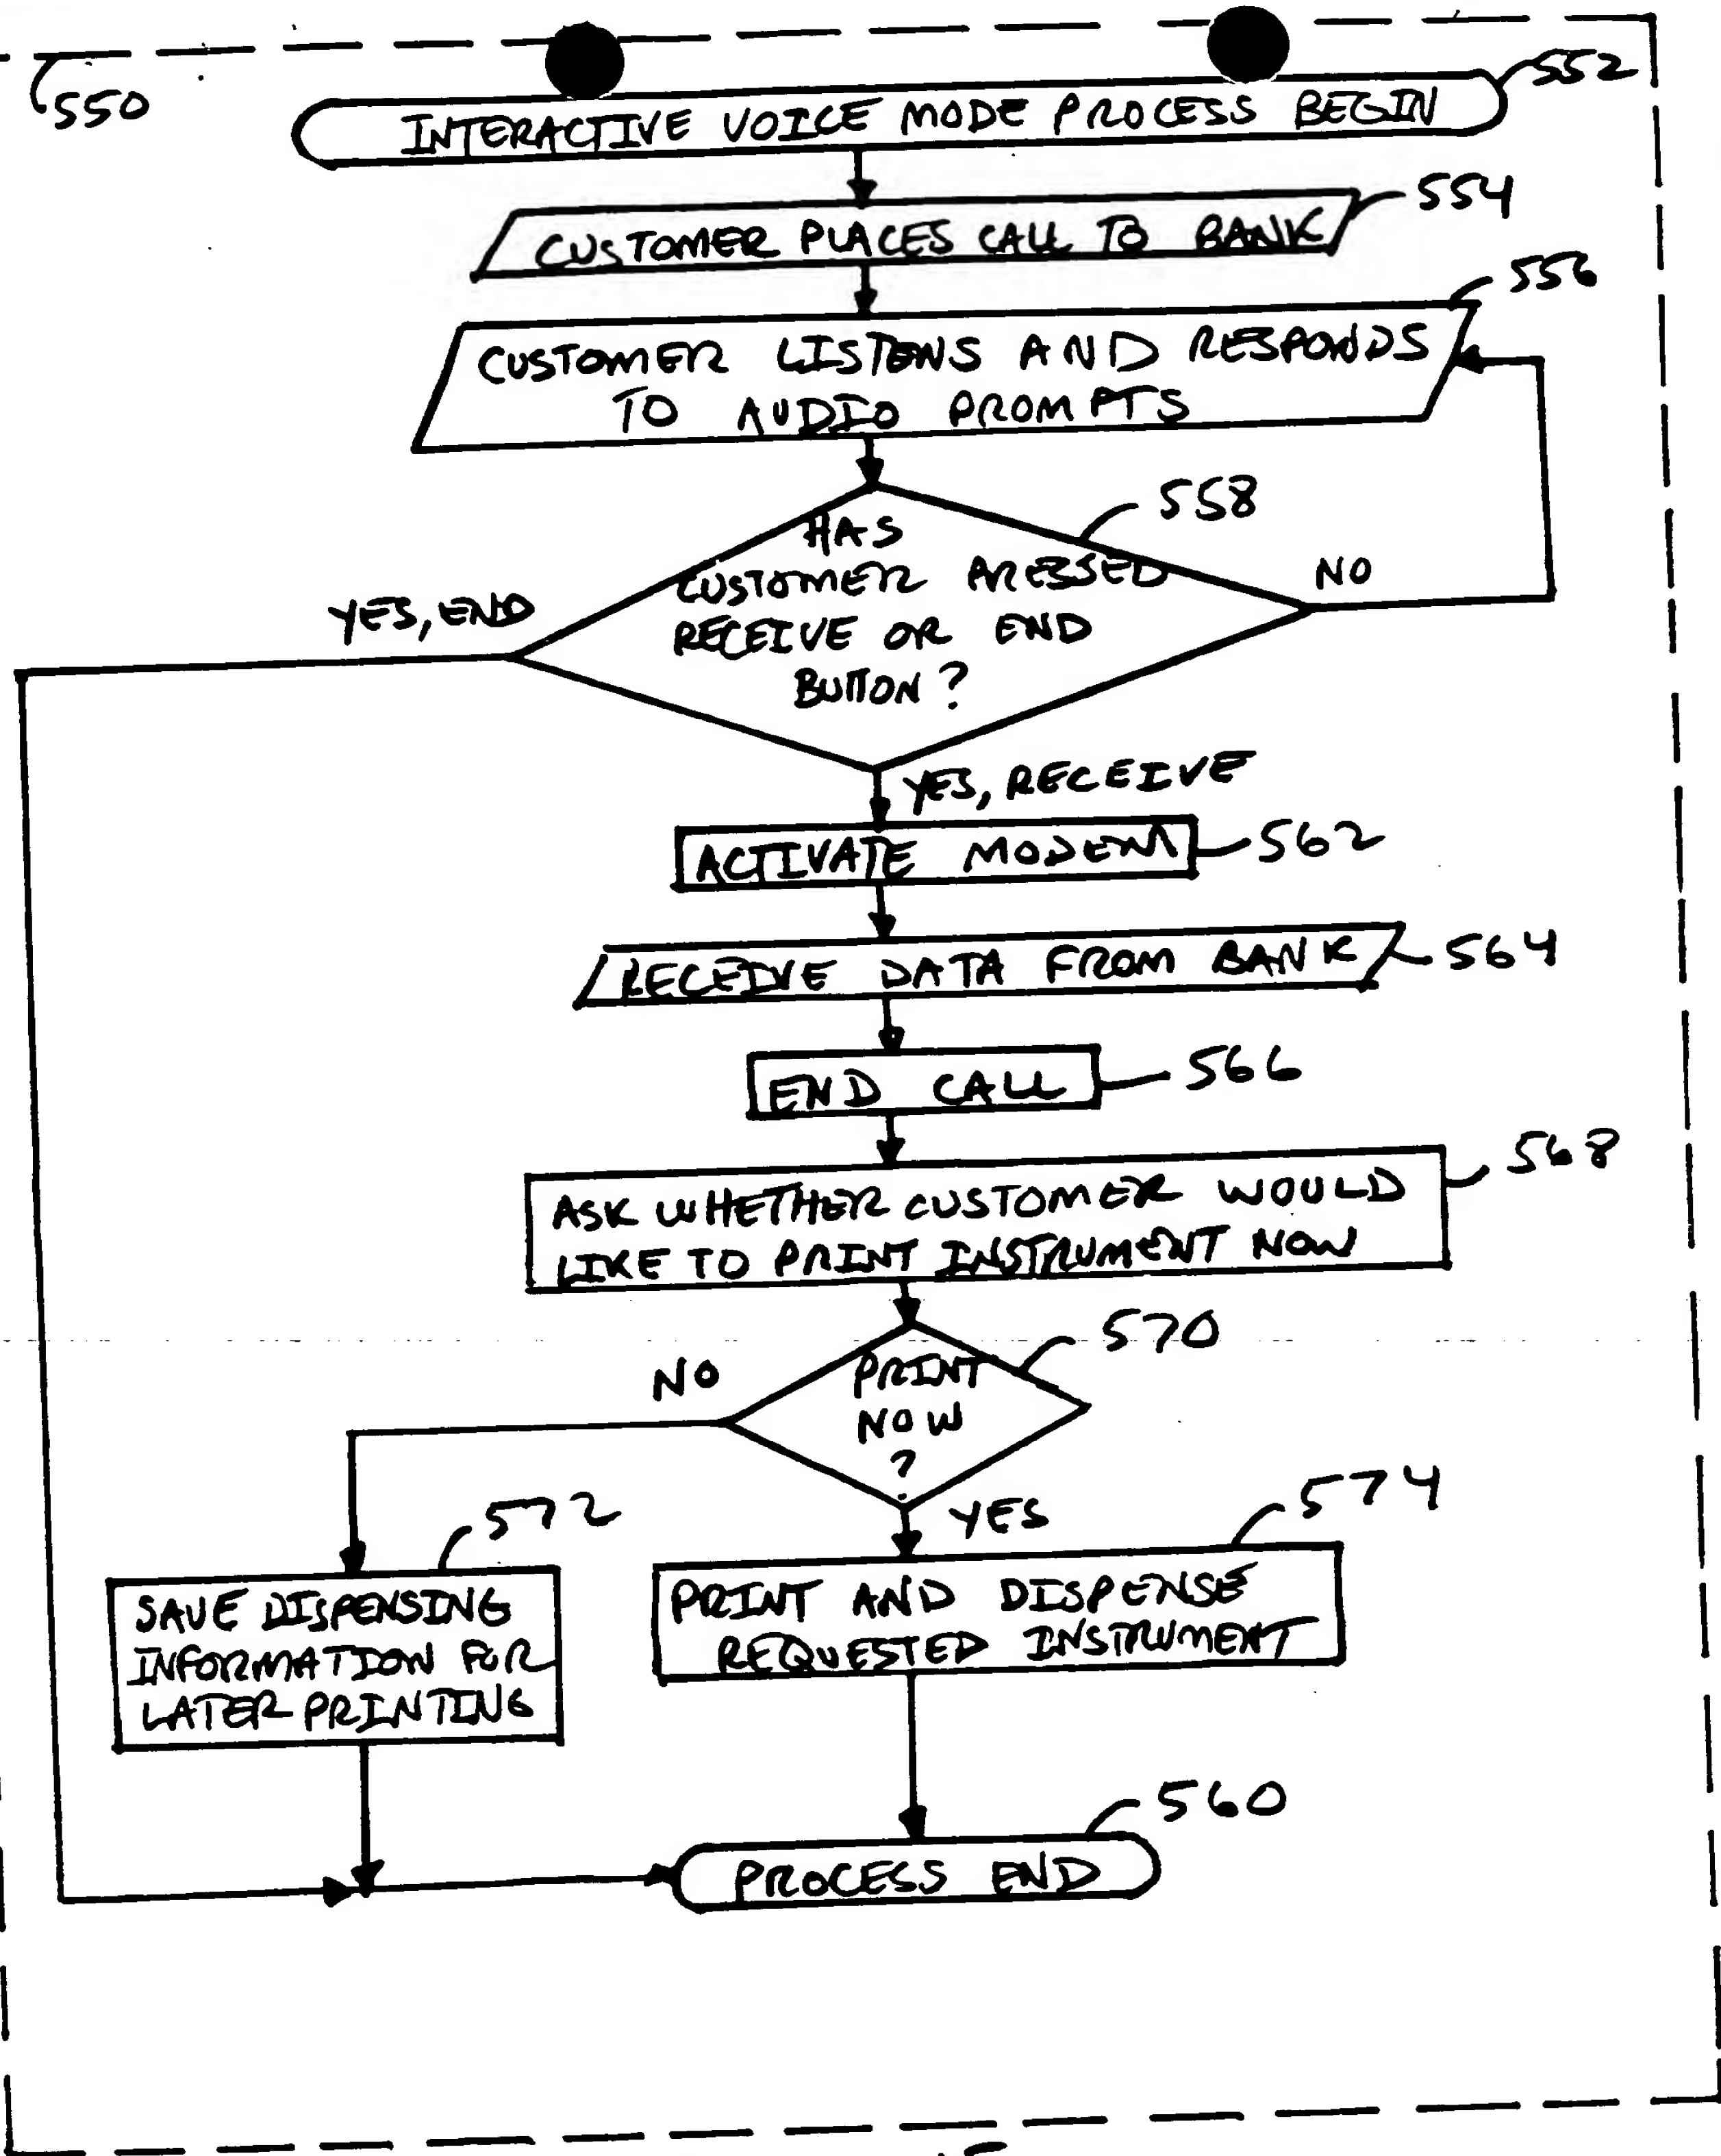 550
552
INTERACTIVE VOICE MODE PROCESS BEGIN
554
CUSTOMER PLACES CALL TO BANK
556
CUSTOMER LISTENS AND RESPONDS
TO AUDIO PROMPTS
558
HAS
CUSTOMER PRESSED
RECEIVE OR END
BUTTON?
NO
YES, END
YES, RECEIVE
ACTIVATE MODEM
562
RECEIVE DATA FROM BANK
564
END CALL
566
568
ASK WHETHER CUSTOMER WOULD
LIKE TO PRINT INSTRUMENT NOW
570
NO
PRINT
NOW
?
YES
572
574
SAVE DISPENSING
INFORMATION FOR
LATER PRINTING
PRINT AND DISPENSE
REQUESTED INSTRUMENT
560
PROCESS END